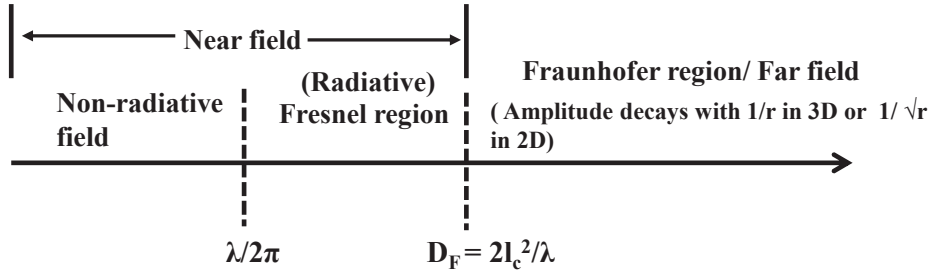 Near field
(Radiative)
Fresnel region
Non-radiative
field
Fraunhofer region/ Far field
( Amplitude decays with 1/r in 3D or 1/ √r
in 2D)
λ/2π
D_F = 2l_c²/λ